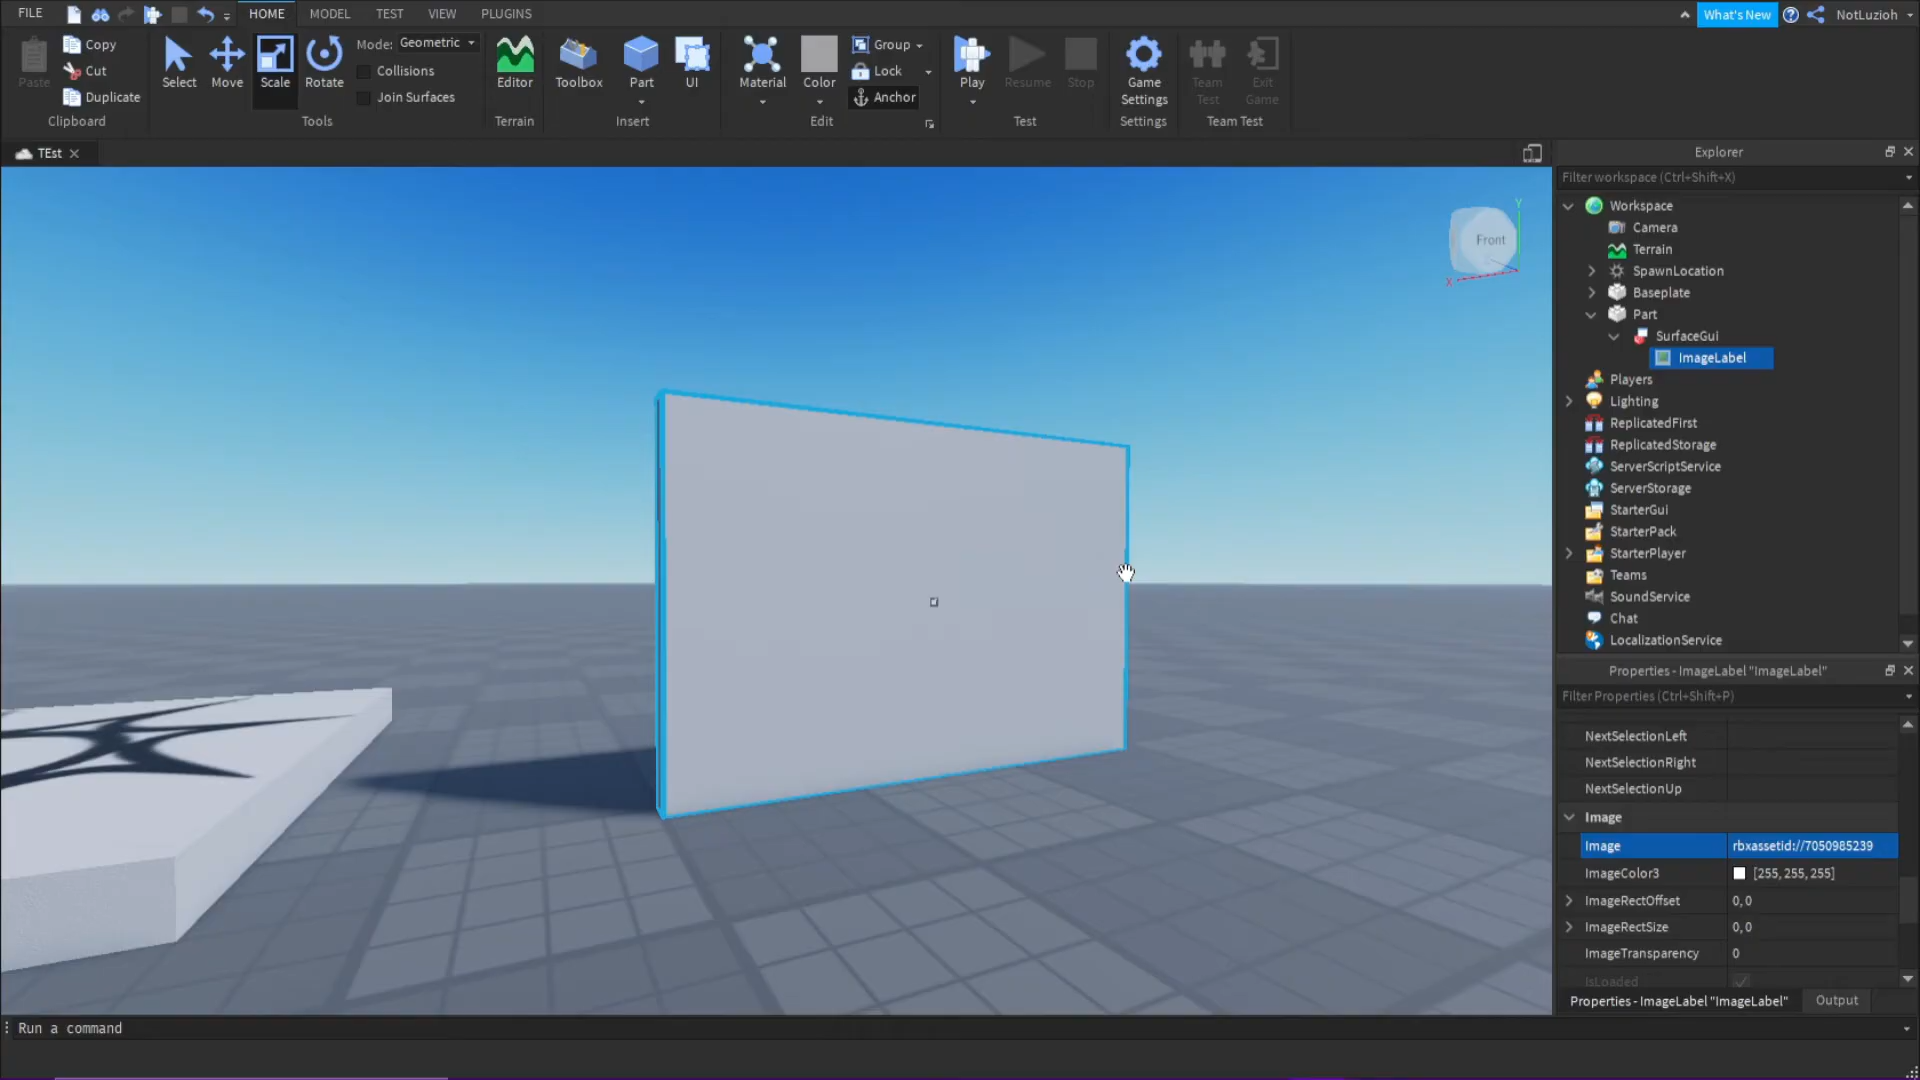 FILE
HOME
MODEL
TEST
VIEW
PLUGINS
What's New
NotLuzioh
Paste
Copy
Cut
Duplicate
Clipboard
Select
Move
Scale
Rotate
Mode: Geometric
Collisions
Join Surfaces
Tools
Editor
Terrain
Toolbox
Part
UI
Insert
Material
Color
Group
Lock
Anchor
Edit
Play
Resume
Stop
Test
Game
Settings
Settings
Team
Test
Exit
Game
Team Test
TEst
Front
Y
X
Explorer
Filter workspace (Ctrl+Shift+X)
Workspace
Camera
Terrain
SpawnLocation
Baseplate
Part
SurfaceGui
ImageLabel
Players
Lighting
ReplicatedFirst
ReplicatedStorage
ServerScriptService
ServerStorage
StarterGui
StarterPack
StarterPlayer
Teams
SoundService
Chat
LocalizationService
Properties - ImageLabel "ImageLabel"
Filter Properties (Ctrl+Shift+P)
NextSelectionLeft
NextSelectionRight
NextSelectionUp
Image
Image rbxassetid://7050985239
ImageColor3 [255, 255, 255]
ImageRectOffset 0, 0
ImageRectSize 0, 0
ImageTransparency 0
IsLoaded
Properties - ImageLabel "ImageLabel"
Output
Run a command